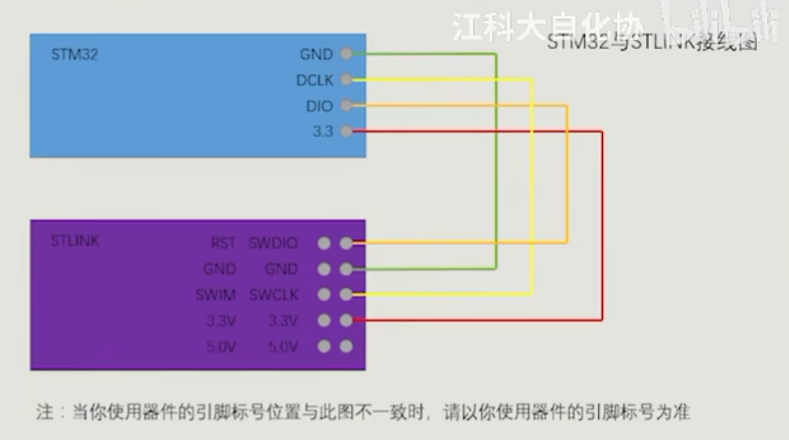 江科大自化协
bilibili
STM32与STLINK接线图
STM32
GND
DCLK
DIO
3.3
STLINK
RST SWDIO
GND GND
SWIM SWCLK
3.3V 3.3V
5.0V 5.0V
注：当你使用器件的引脚标号位置与此图不一致时，请以你使用器件的引脚标号为准